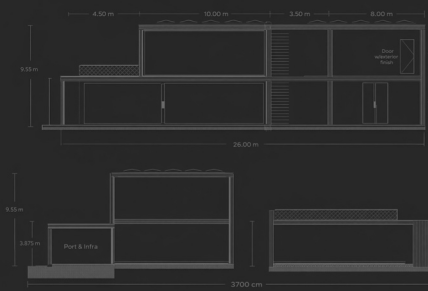 4.50 m
10.00 m
3.50 m
8.00 m
9.55 m
Door
w/exterior
finish
26.00 m
9.55 m
3.875 m
Port & Infra
3700 cm